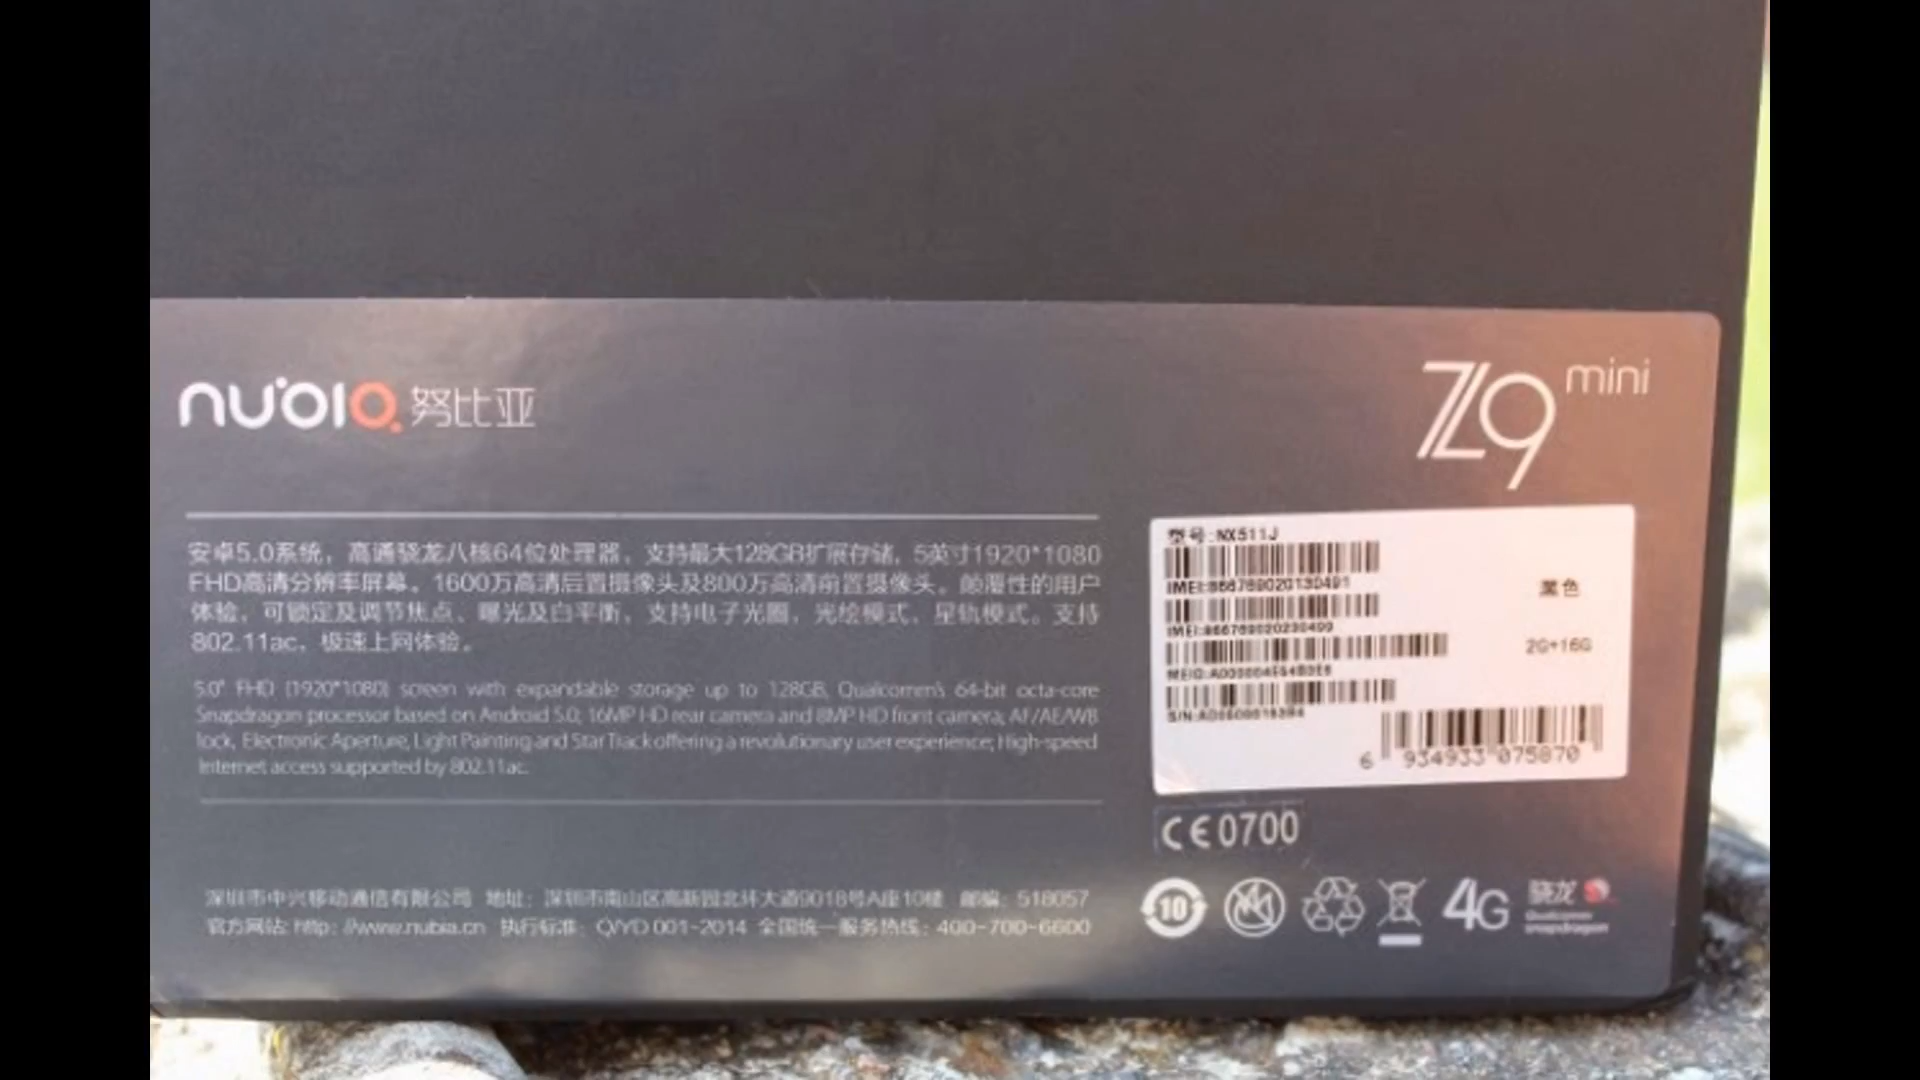 nubia 努比亚
Z9 mini
安卓5.0系统，高通骁龙八核64位处理器，支持最大128GB扩展存储，5英寸1920*1080
FHD高清分辨率屏幕。1600万高清后置摄像头及800万高清前置摄像头。颠覆性的用户
体验，可锁定及调节焦点、曝光及白平衡，支持电子光圈，光绘模式、星轨模式。支持
802.11ac，极速上网体验。
5.0" FHD (1920*1080) screen with expandable storage up to 128GB, Qualcomm's 64-bit octa-core
Snapdragon processor based on Android 5.0; 16MP HD rear camera and 8MP HD front camera; AF/AE/WB
lock, Electronic Aperture, Light Painting and Star Track offering a revolutionary user experience; High-speed
Internet access supported by 802.11ac.
深圳市中兴移动通信有限公司 地址：深圳市南山区高新园北环大道9018号A座10楼 邮编：518057
官方网站: http: //www.nubia.cn 执行标准：Q/YD 001-2014 全国统一服务热线：400-700-6600
型号:NX511J
IMEI:866769020130491
IMEI:866769020230499
MEID:
S/N:
黑色
2G+16G
6 934933 075870
CE0700
10
4G
骁龙
Qualcomm
snapdragon